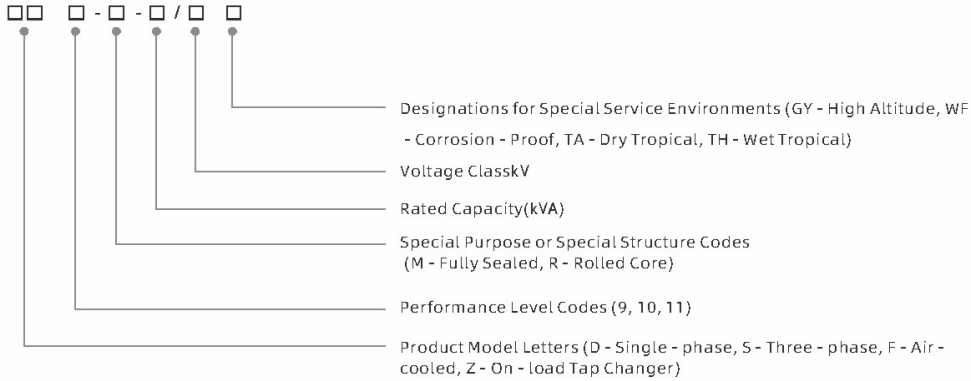 □□ □-□-□/□ □
Designations for Special Service Environments (GY - High Altitude, WF
- Corrosion - Proof, TA - Dry Tropical, TH - Wet Tropical)
Voltage ClasskV
Rated Capacity(kVA)
Special Purpose or Special Structure Codes
(M - Fully Sealed, R - Rolled Core)
Performance Level Codes (9, 10, 11)
Product Model Letters (D - Single - phase, S - Three - phase, F - Air -
cooled, Z - On - load Tap Changer)